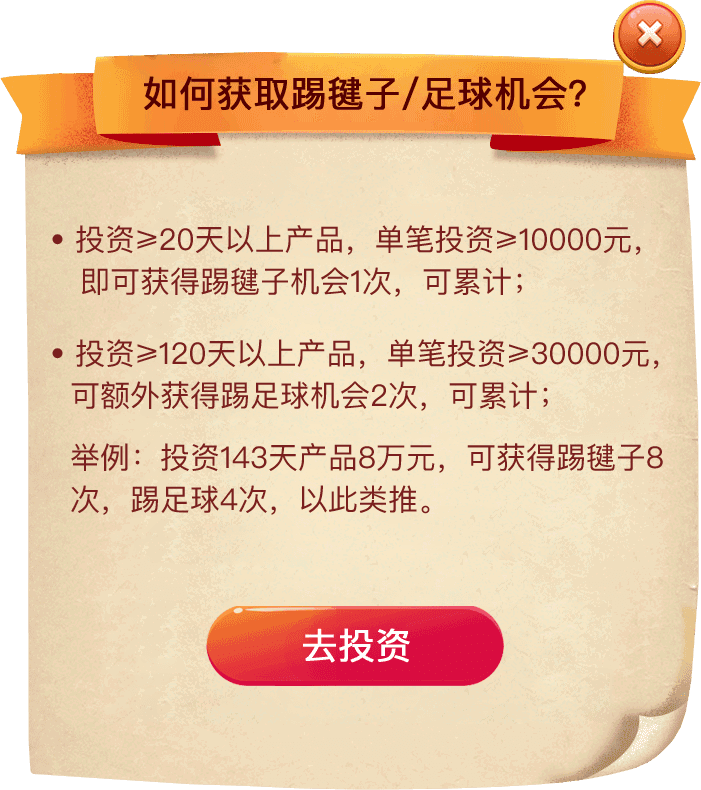 如何获取踢毽子/足球机会?
• 投资≥20天以上产品，单笔投资≥10000元，
即可获得踢毽子机会1次，可累计；
• 投资≥120天以上产品，单笔投资≥30000元，
可额外获得踢足球机会2次，可累计；
举例：投资143天产品8万元，可获得踢毽子8
次，踢足球4次，以此类推。
去投资